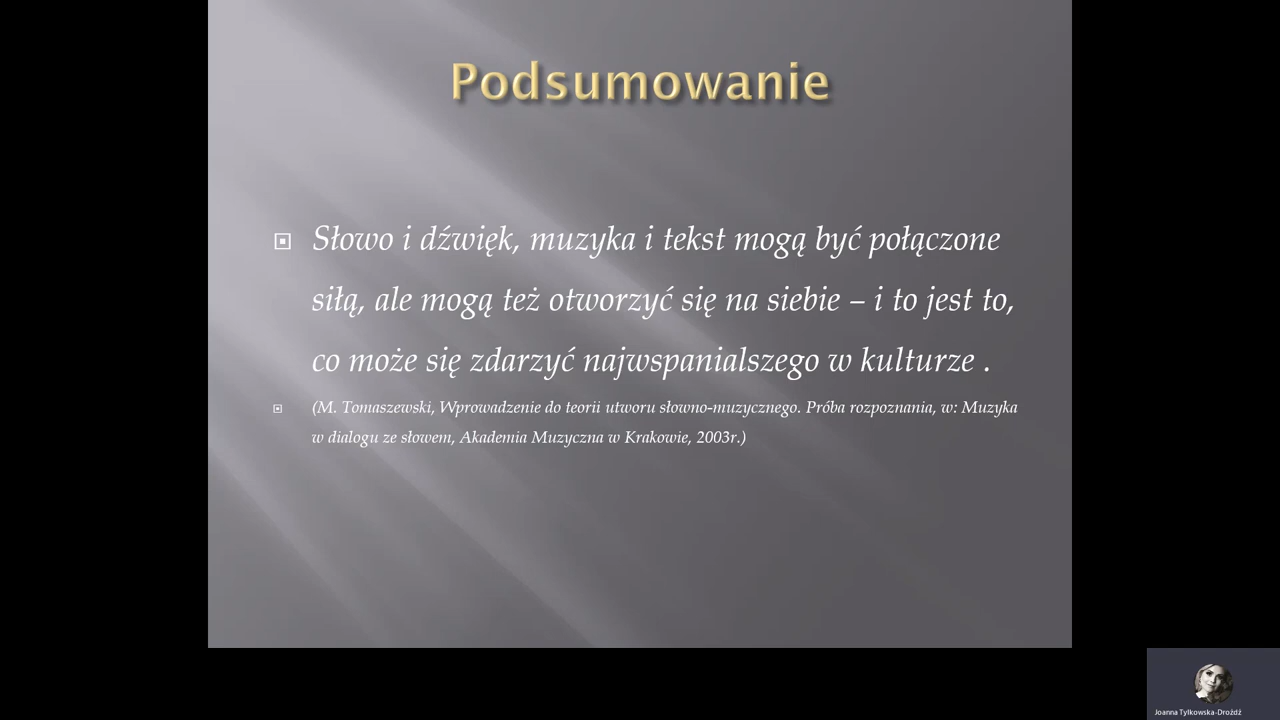 Podsumowanie
Słowo i dźwięk, muzyka i tekst mogą być połączone
siłą, ale mogą też otworzyć się na siebie – i to jest to,
co może się zdarzyć najwspanialszego w kulturze .
(M. Tomaszewski, Wprowadzenie do teorii utworu słowno-muzycznego. Próba rozpoznania, w: Muzyka
w dialogu ze słowem, Akademia Muzyczna w Krakowie, 2003r.)
Joanna Tylkowska-Drożdż